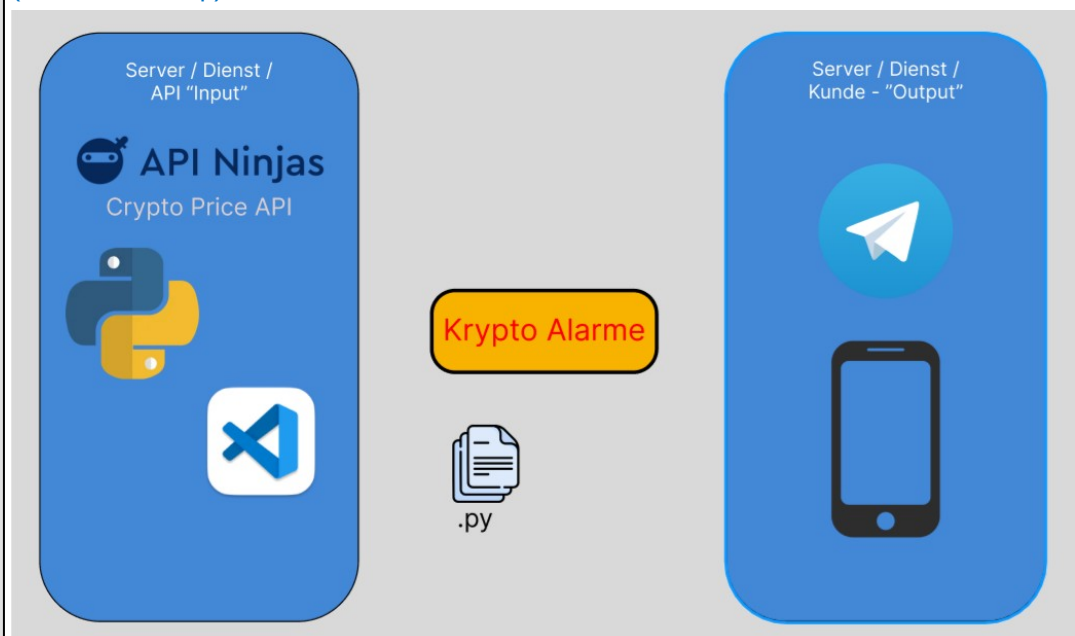 Server / Dienst /
API “Input”
API Ninjas
Crypto Price API
Server / Dienst /
Kunde - ”Output”
Krypto Alarme
.py